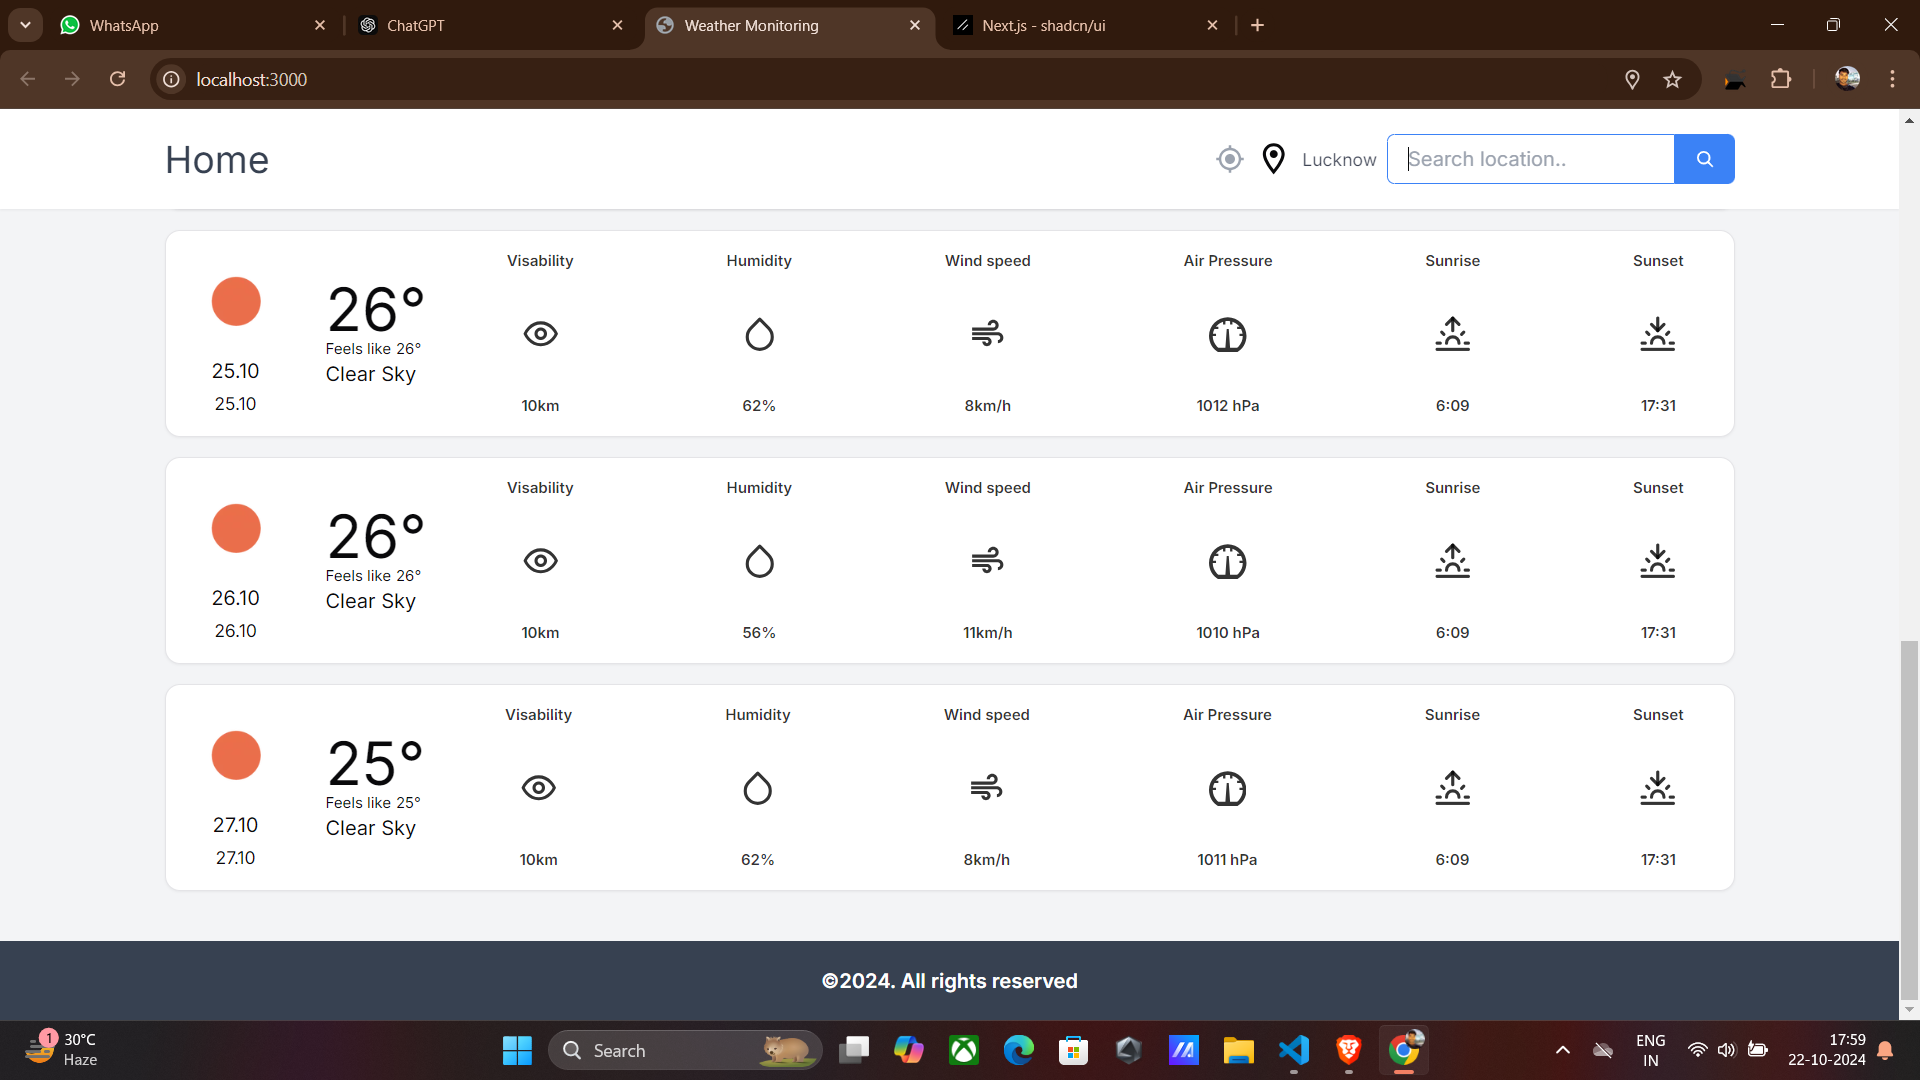 WhatsApp
ChatGPT
Weather Monitoring
Next.js - shadcn/ui
localhost:3000
Home
Lucknow
Search location..
Visability Humidity Wind speed Air Pressure Sunrise Sunset
26°
Feels like 26°
Clear Sky
25.10
25.10
10km 62% 8km/h 1012 hPa 6:09 17:31
Visability Humidity Wind speed Air Pressure Sunrise Sunset
26°
Feels like 26°
Clear Sky
26.10
26.10
10km 56% 11km/h 1010 hPa 6:09 17:31
Visability Humidity Wind speed Air Pressure Sunrise Sunset
25°
Feels like 25°
Clear Sky
27.10
27.10
10km 62% 8km/h 1011 hPa 6:09 17:31
©2024. All rights reserved
1
30°C
Haze
Search
ENG
IN
17:59
22-10-2024